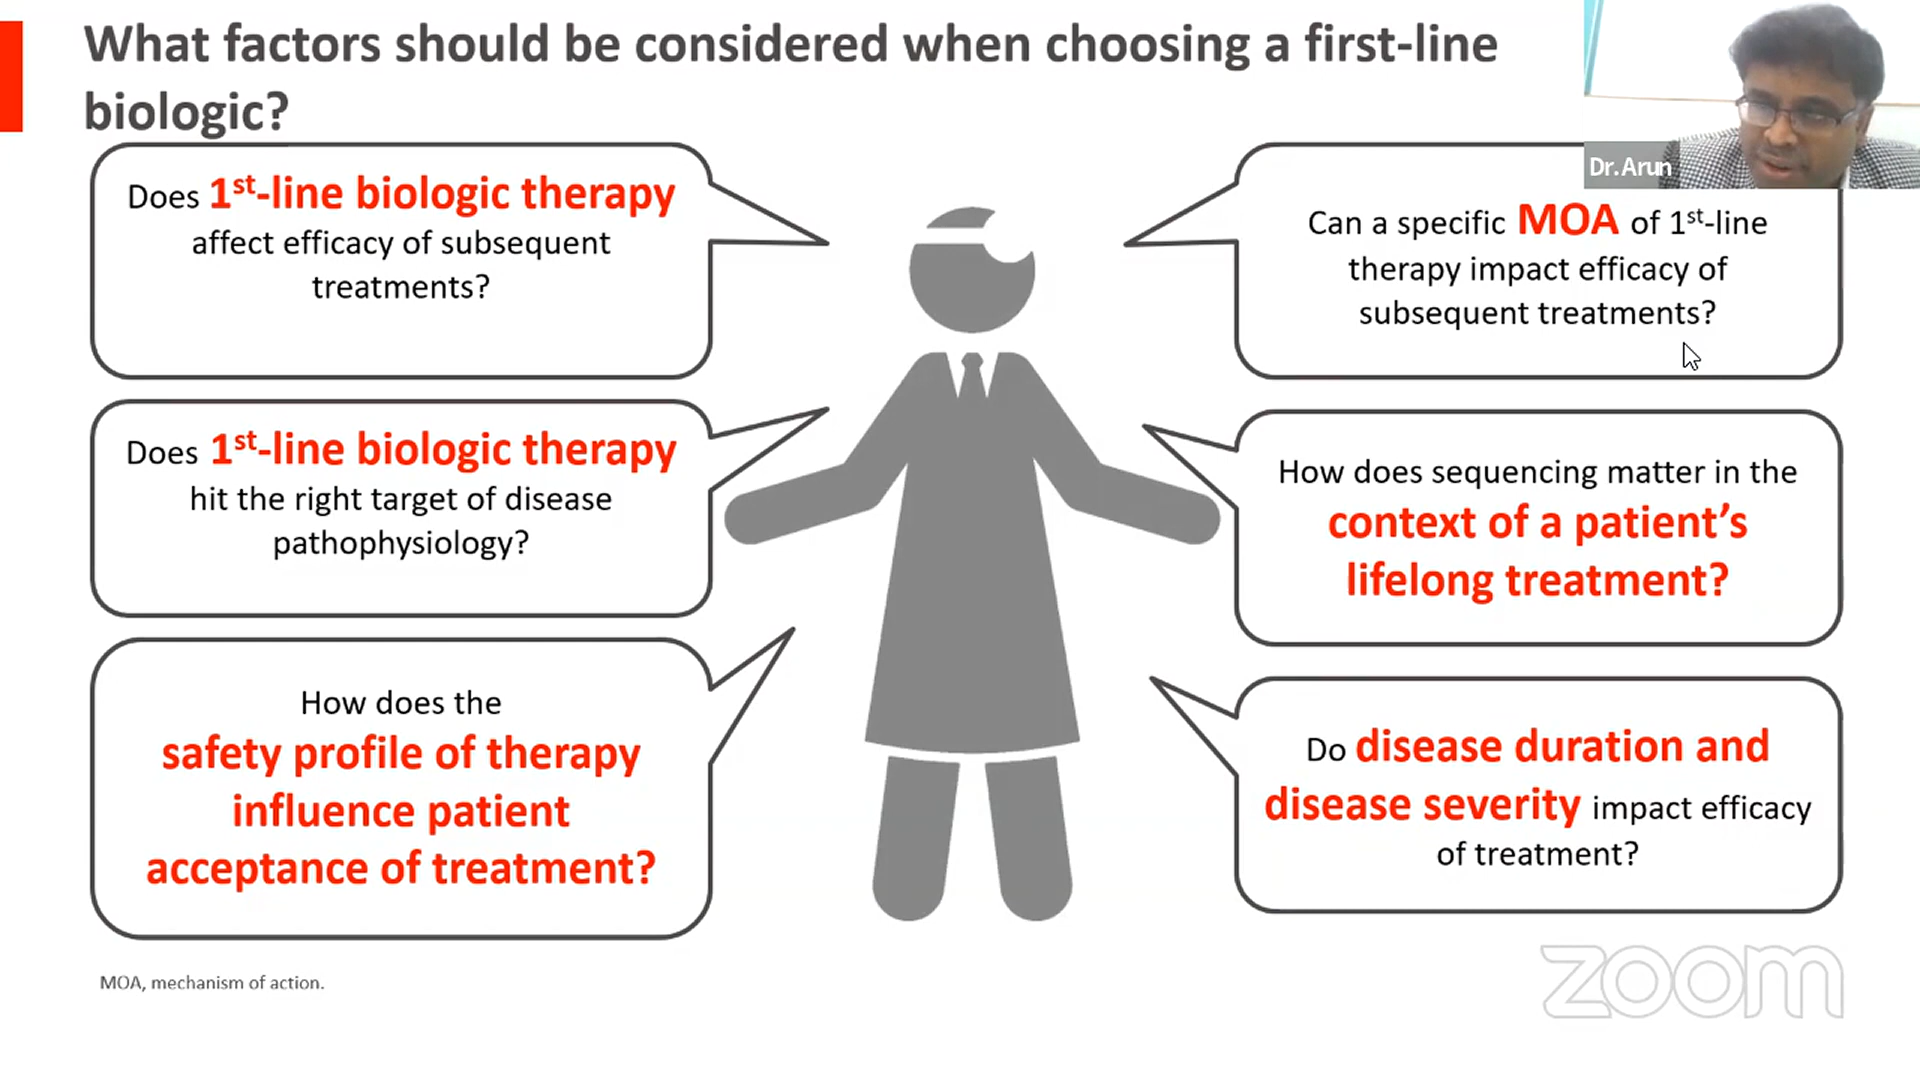 What factors should be considered when choosing a first-line
biologic?
Dr. Arun
Does 1st-line biologic therapy
affect efficacy of subsequent
treatments?
Can a specific MOA of 1st-line
therapy impact efficacy of
subsequent treatments?
Does 1st-line biologic therapy
hit the right target of disease
pathophysiology?
How does sequencing matter in the
context of a patient’s
lifelong treatment?
How does the
safety profile of therapy
influence patient
acceptance of treatment?
Do disease duration and
disease severity impact efficacy
of treatment?
MOA, mechanism of action.
zoom